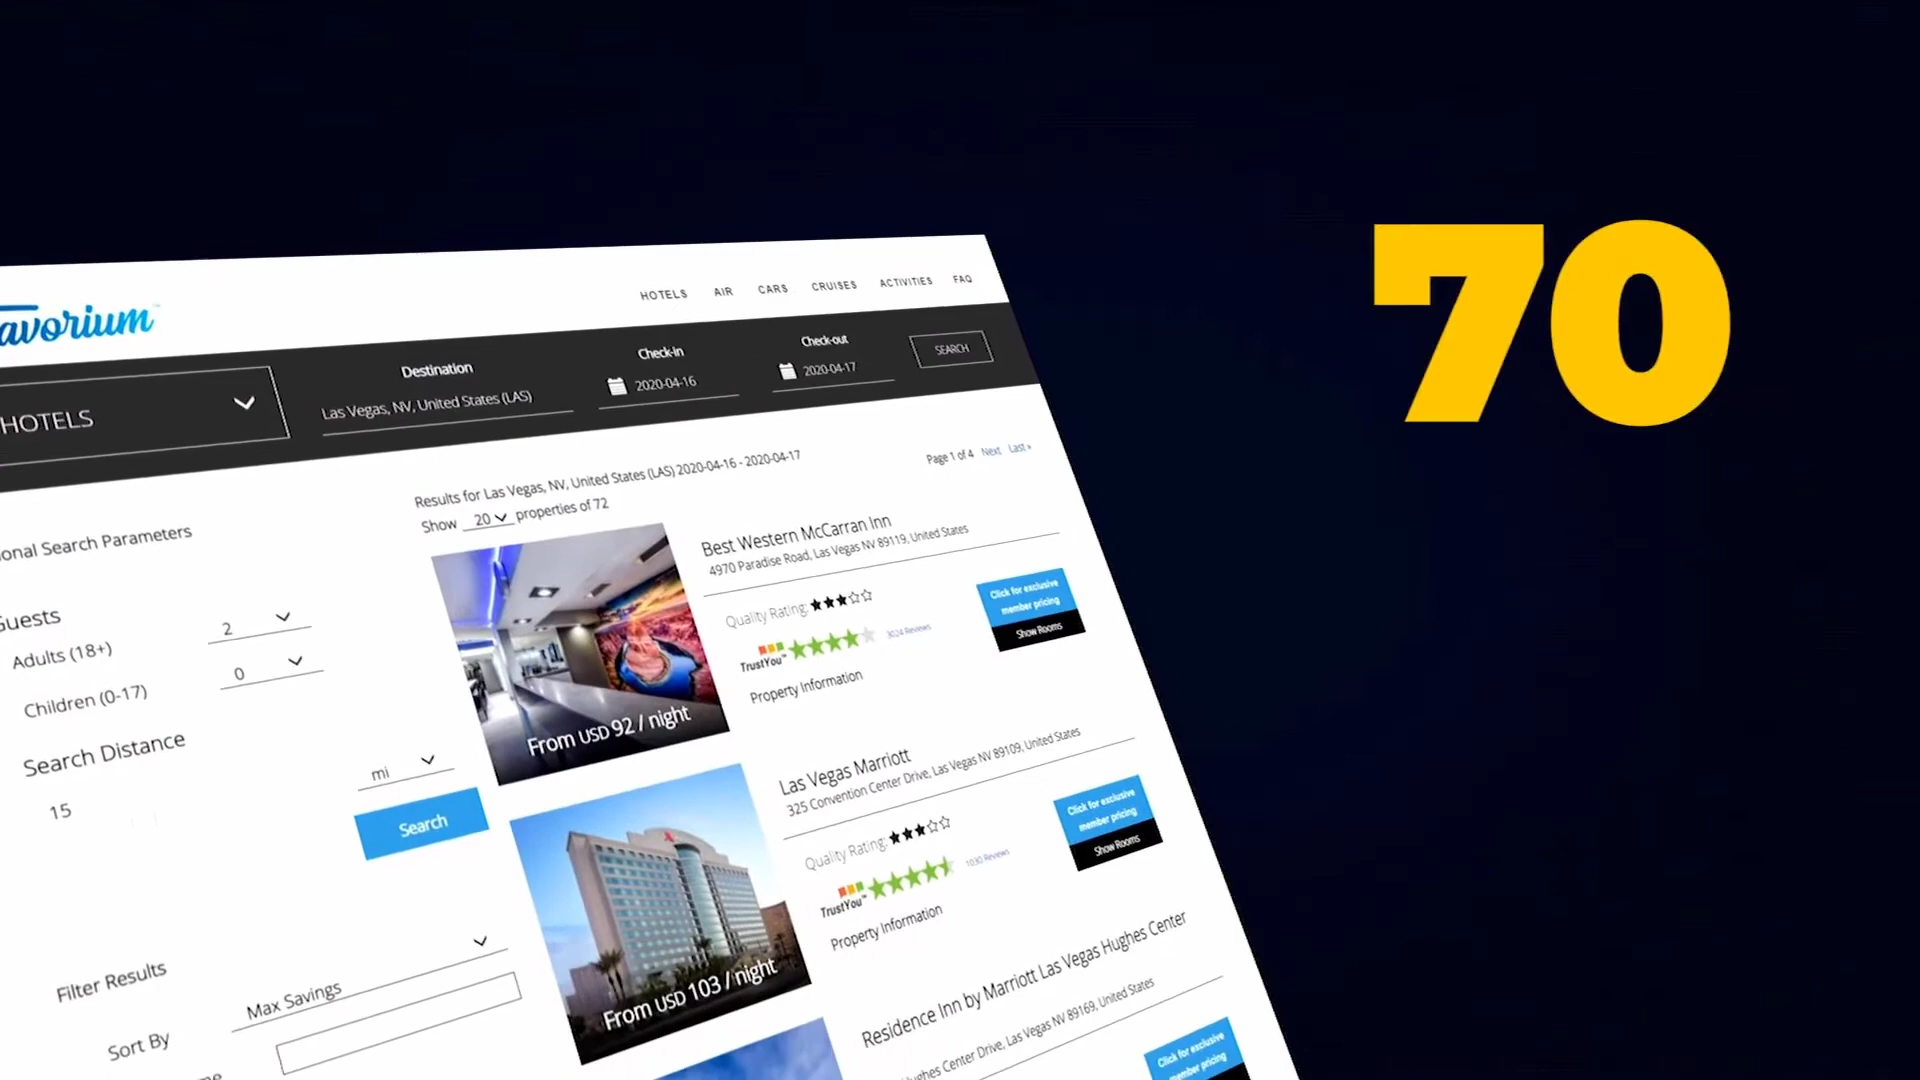 70
avorium
HOTELS AIR CARS CRUISES ACTIVITIES FAQ
HOTELS
Destination
Las Vegas, NV, United States (LAS)
Check-in
2020-04-16
Check-out
2020-04-17
SEARCH
Results for Las Vegas, NV, United States (LAS) 2020-04-16 - 2020-04-17
Page 1 of 4 Next Last »
Show 20 properties of 72
onal Search Parameters
Guests
Adults (18+) 2
Children (0-17) 0
Search Distance
15 mi
Search
Filter Results
Max Savings
Sort By
From USD 92 / night
Best Western McCarran Inn
4970 Paradise Road, Las Vegas NV 89119, United States
Quality Rating:
TrustYou™ 3024 Reviews
Property Information
Click for exclusive
member pricing
Show Rooms
From USD 103 / night
Las Vegas Marriott
325 Convention Center Drive, Las Vegas NV 89109, United States
Quality Rating:
TrustYou™ 1030 Reviews
Property Information
Click for exclusive
member pricing
Show Rooms
Residence Inn by Marriott Las Vegas Hughes Center
Hughes Center Drive, Las Vegas NV 89169, United States
Click for exclusive
member pricing